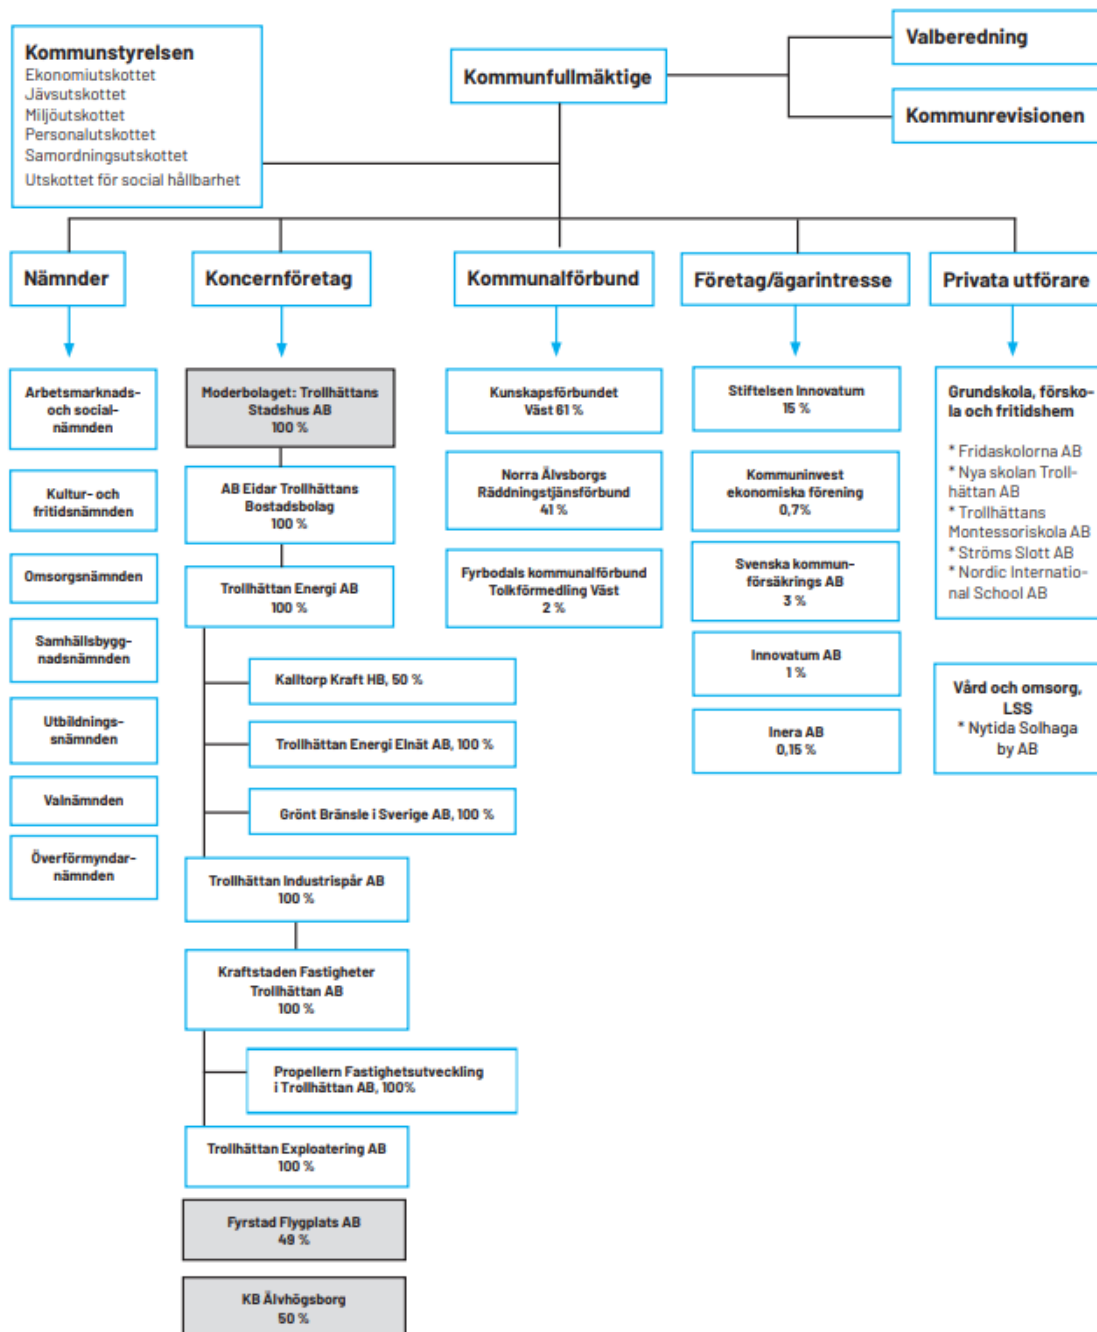 Kommunstyrelsen
Ekonomiutskottet
Jävsutskottet
Miljöutskottet
Personalutskottet
Samordningsutskottet
Utskottet för social hållbarhet
Kommunfullmäktige
Valberedning
Kommunrevisionen
Nämnder
Arbetsmarknads-
och social-
nämnden
Kultur- och
fritidsnämnden
Omsorgsnämnden
Samhällsbygg-
nadsnämnden
Utbildnings-
snämnden
Valnämnden
Överförmyndar-
nämnden
Koncernföretag
Moderbolaget: Trollhättans
Stadshus AB
100 %
AB Eidar Trollhättans
Bostadsbolag
100 %
Trollhättan Energi AB
100 %
Kalltorp Kraft HB, 50 %
Trollhättan Energi Elnät AB, 100 %
Grönt Bränsle i Sverige AB, 100 %
Trollhättan Industrispår AB
100 %
Kraftstaden Fastigheter
Trollhättan AB
100 %
Propellern Fastighetsutveckling
i Trollhättan AB, 100%
Trollhättan Exploatering AB
100 %
Fyrstad Flygplats AB
49 %
KB Älvhögsborg
50 %
Kommunalförbund
Kunskapsförbundet
Väst 61 %
Norra Älvsborgs
Räddningstjänsförbund
41 %
Fyrbodals kommunalförbund
Tolkförmedling Väst
2 %
Företag/ägarintresse
Stiftelsen Innovatum
15 %
Kommuninvest
ekonomiska förening
0,7%
Svenska kommun-
försäkrings AB
3 %
Innovatum AB
1 %
Inera AB
0,15 %
Privata utförare
Grundskola, försko-
la och fritidshem
* Fridaskolorna AB
* Nya skolan Troll-
hättan AB
* Trollhättans
Montessoriskola AB
* Ströms Slott AB
* Nordic Internatio-
nal School AB
Vård och omsorg,
LSS
* Nytida Solhaga
by AB